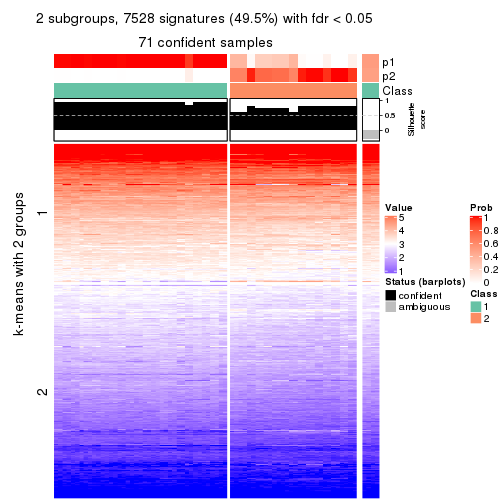 2 subgroups, 7528 signatures (49.5%) with fdr < 0.05
71 confident samples
p1
p2
Class
1
0.5
0
Silhouette
score
k-means with 2 groups
1
2
Value
5
4
3
2
1
Status (barplots)
confident
ambiguous
Prob
1
0.8
0.6
0.4
0.2
0
Class
1
2